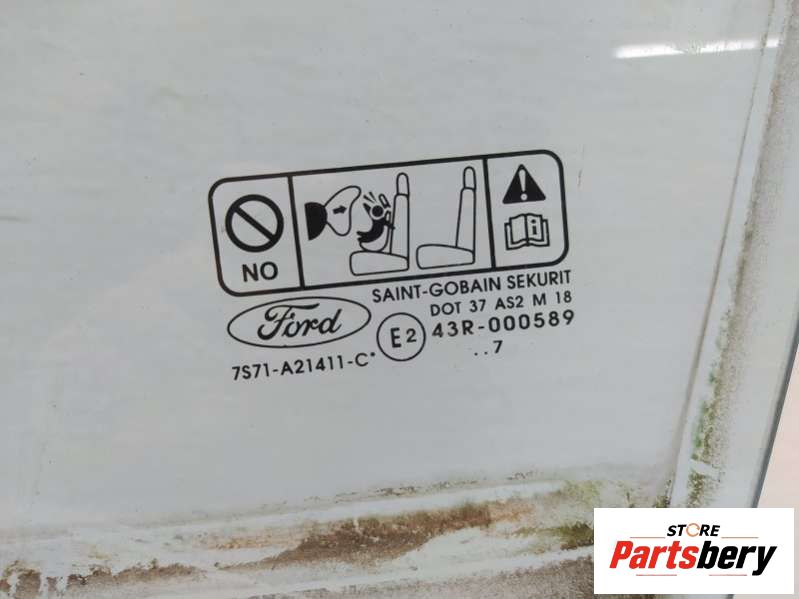 NO
SAINT-GOBAIN SEKURIT
DOT 37 AS2 M 18
Ford
E2
43R-000589
7S71-A21411-C*
..7
STORE
Partsbery